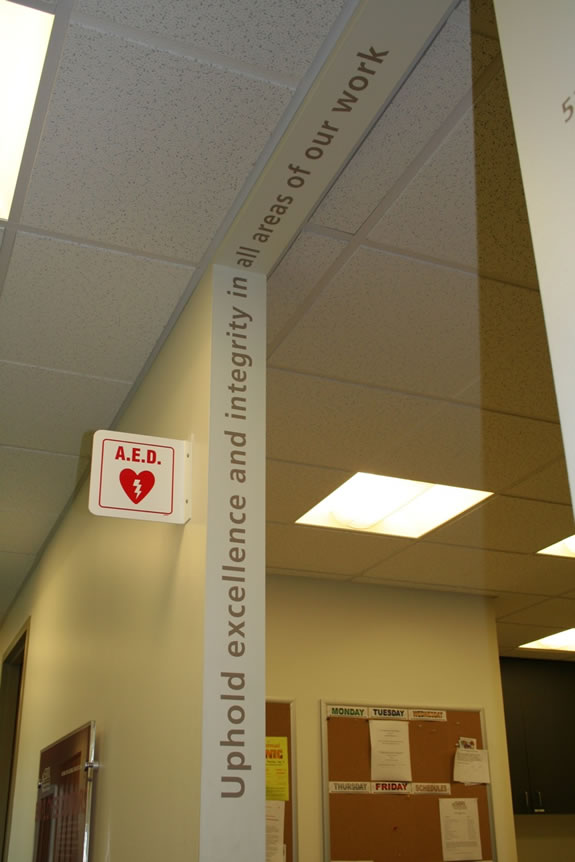 Uphold excellence and integrity in all areas of our work
A.E.D.
MONDAY TUESDAY WEDNESDAY
THURSDAY FRIDAY SCHEDULES